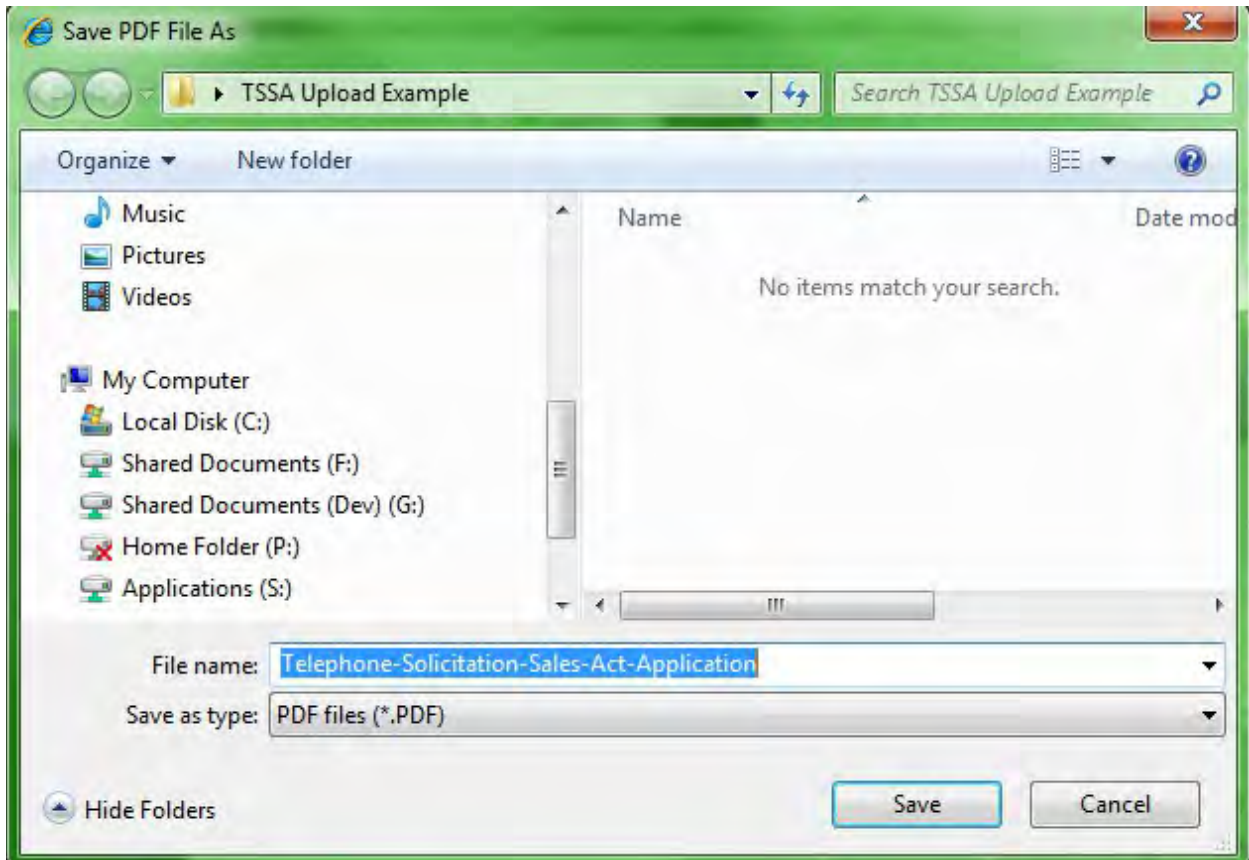 Save PDF File As
TSSA Upload Example
Search TSSA Upload Example
Organize
New folder
Music
Pictures
Videos
My Computer
Local Disk (C:)
Shared Documents (F:)
Shared Documents (Dev) (G:)
Home Folder (P:)
Applications (S:)
Name
Date mod
No items match your search.
File name: Telephone-Solicitation-Sales-Act-Application
Save as type: PDF files (*.PDF)
Hide Folders
Save
Cancel